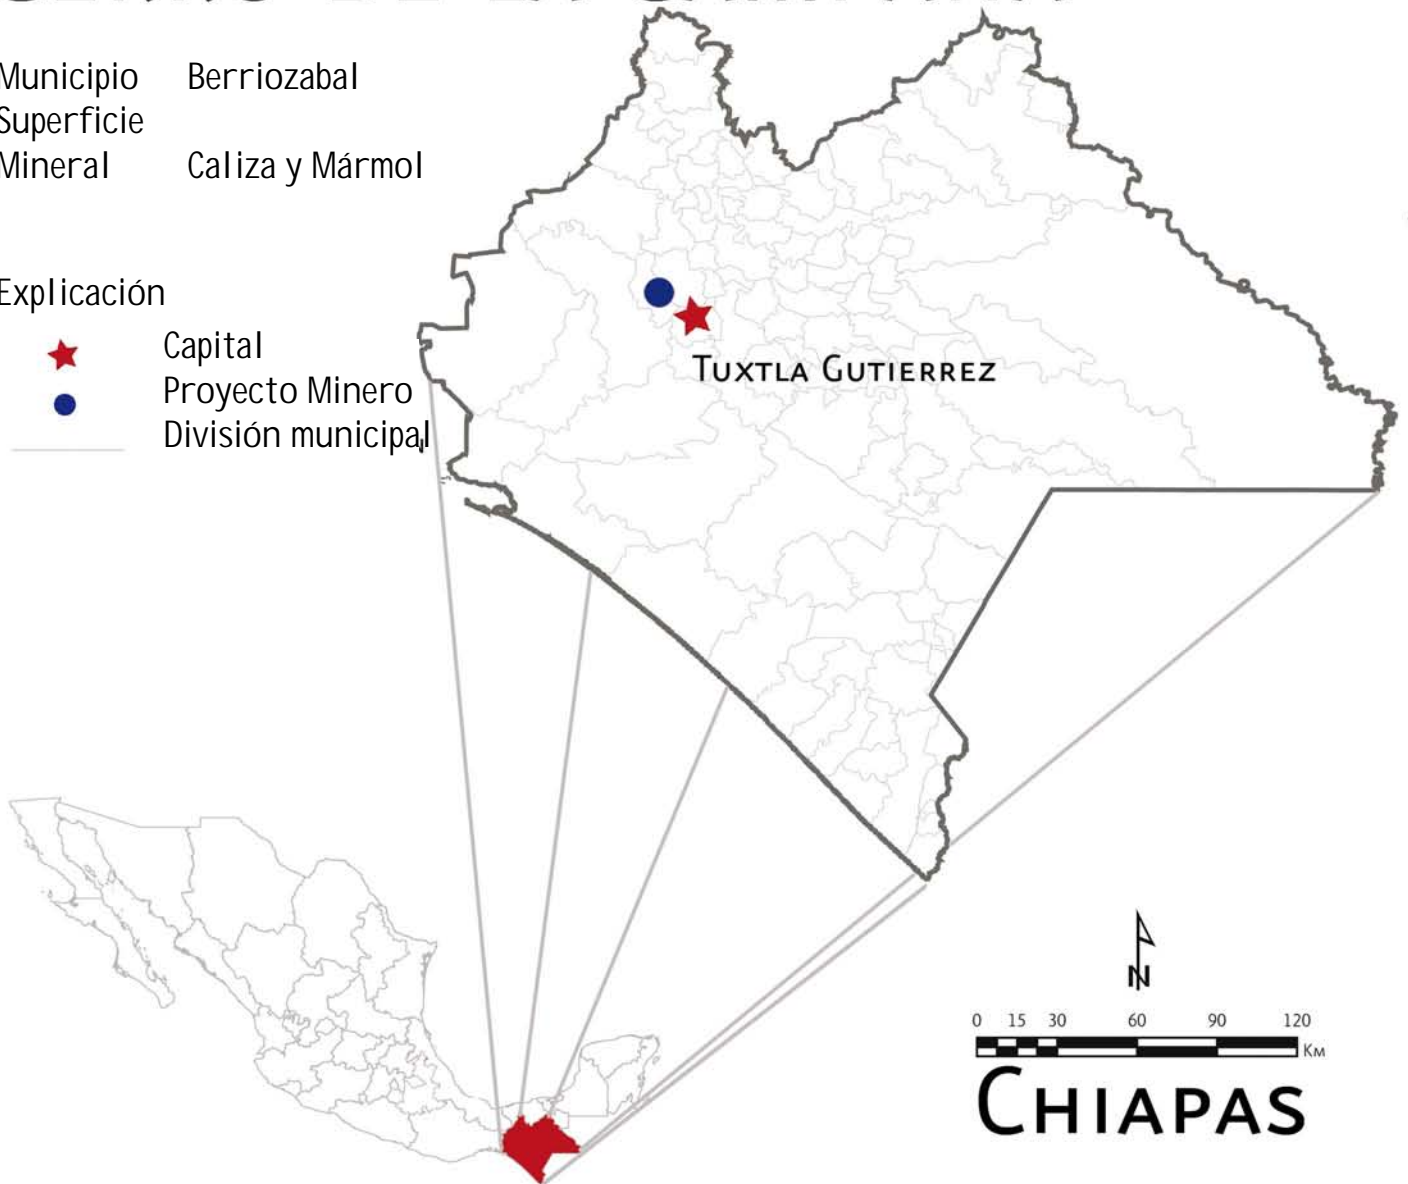 Municipio Berriozabal
Superficie
Mineral Caliza y Mármol
Explicación
Capital
Proyecto Minero
División municipal
TUXTLA GUTIERREZ
N
0 15 30 60 90 120
KM
CHIAPAS